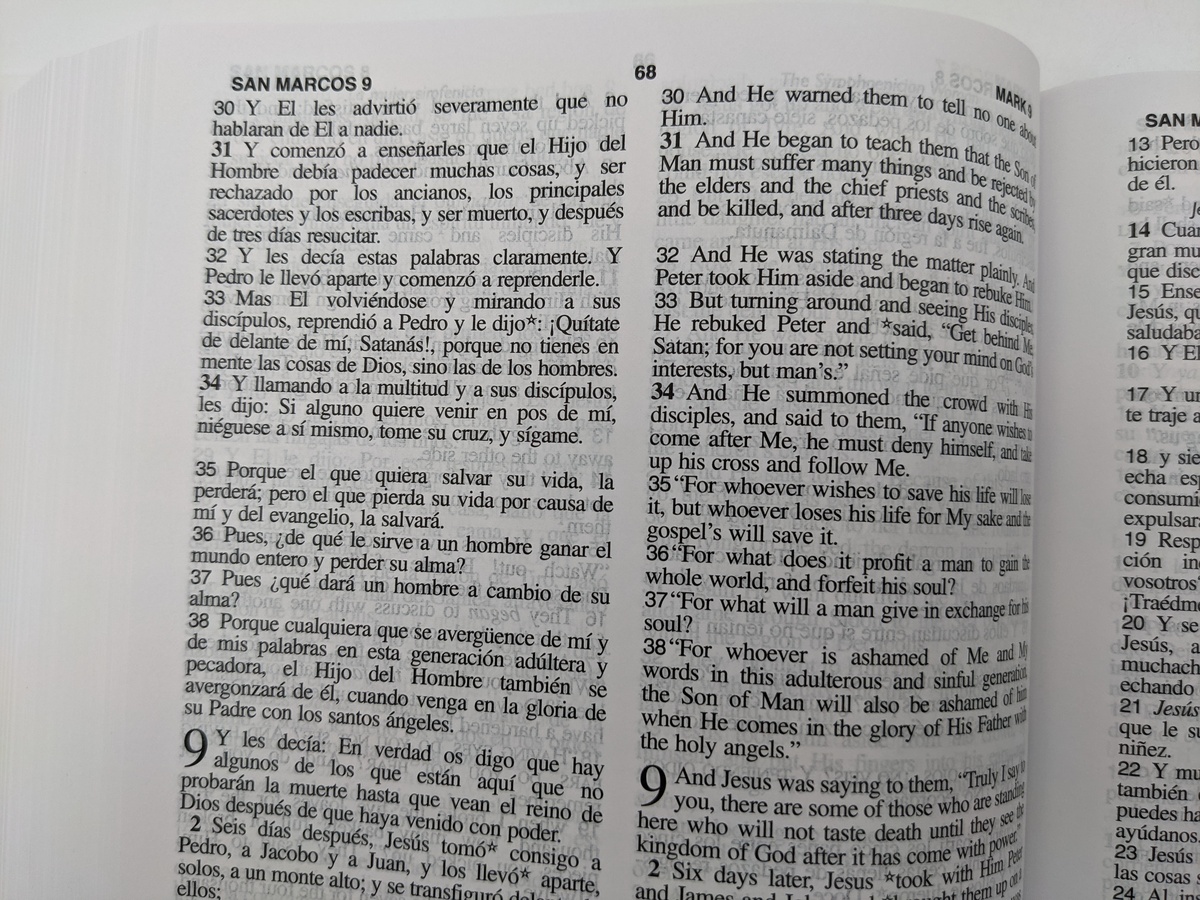 SAN MARCOS 9
68
MARK 9
30 Y El les advirtió severamente que no
hablaran de El a nadie.
31 Y comenzó a enseñarles que el Hijo del
Hombre debía padecer muchas cosas, y ser
rechazado por los ancianos, los principales
sacerdotes y los escribas, y ser muerto, y después
de tres días resucitar.
32 Y les decía estas palabras claramente. Y
Pedro le llevó aparte y comenzó a reprenderle.
33 Mas El volviéndose y mirando a sus
discípulos, reprendió a Pedro y le dijo*: ¡Quítate
de delante de mí, Satanás!, porque no tienes en
mente las cosas de Dios, sino las de los hombres.
34 Y llamando a la multitud y a sus discípulos,
les dijo: Si alguno quiere venir en pos de mí,
niéguese a sí mismo, tome su cruz, y sígame.
35 Porque el que quiera salvar su vida, la
perderá; pero el que pierda su vida por causa de
mí y del evangelio, la salvará.
36 Pues, ¿de qué le sirve a un hombre ganar el
mundo entero y perder su alma?
37 Pues ¿qué dará un hombre a cambio de su
alma?
38 Porque cualquiera que se avergüence de mí y
de mis palabras en esta generación adúltera y
pecadora, el Hijo del Hombre también se
avergonzará de él, cuando venga en la gloria de
su Padre con los santos ángeles.
9 Y les decía: En verdad os digo que hay
algunos de los que están aquí que no
probarán la muerte hasta que vean el reino de
Dios después de que haya venido con poder.
2 Seis días después, Jesús tomó* consigo a
Pedro, a Jacobo y a Juan, y los llevó* aparte,
solos, a un monte alto; y se transfiguró delante de
ellos;
30 And He warned them to tell no one about
Him.
31 And He began to teach them that the Son of
Man must suffer many things and be rejected by
the elders and the chief priests and the scribes,
and be killed, and after three days rise again.
32 And He was stating the matter plainly. And
Peter took Him aside and began to rebuke Him.
33 But turning around and seeing His disciples,
He rebuked Peter and *said, “Get behind Me,
Satan; for you are not setting your mind on God's
interests, but man's.”
34 And He summoned the crowd with His
disciples, and said to them, “If anyone wishes to
come after Me, he must deny himself, and take
up his cross and follow Me.
35 “For whoever wishes to save his life will lose
it, but whoever loses his life for My sake and the
gospel's will save it.
36 “For what does it profit a man to gain the
whole world, and forfeit his soul?
37 “For what will a man give in exchange for his
soul?
38 “For whoever is ashamed of Me and My
words in this adulterous and sinful generation,
the Son of Man will also be ashamed of him
when He comes in the glory of His Father with
the holy angels.”
9 And Jesus was saying to them, “Truly I say to
you, there are some of those who are standing
here who will not taste death until they see the
kingdom of God after it has come with power.”
2 Six days later, Jesus *took with Him Peter
and James and them up on a
SAN M
13 Pero
hicieron
de él.
14 Cuan
gran mu
que disc
15 Ense
Jesús, qu
saludaba
16 Y El
17 Y un
te traje a
18 y sie
echa esp
consumi
expulsar
19 Resp
ción in
vosotros
¡Traédme
20 Y se
Jesús, a
muchach
echando
21 Jesús
que le su
niñez.
22 Y mu
también
puedes ha
ayúdanos.
23 Jesús
las cosas s
24 Al in